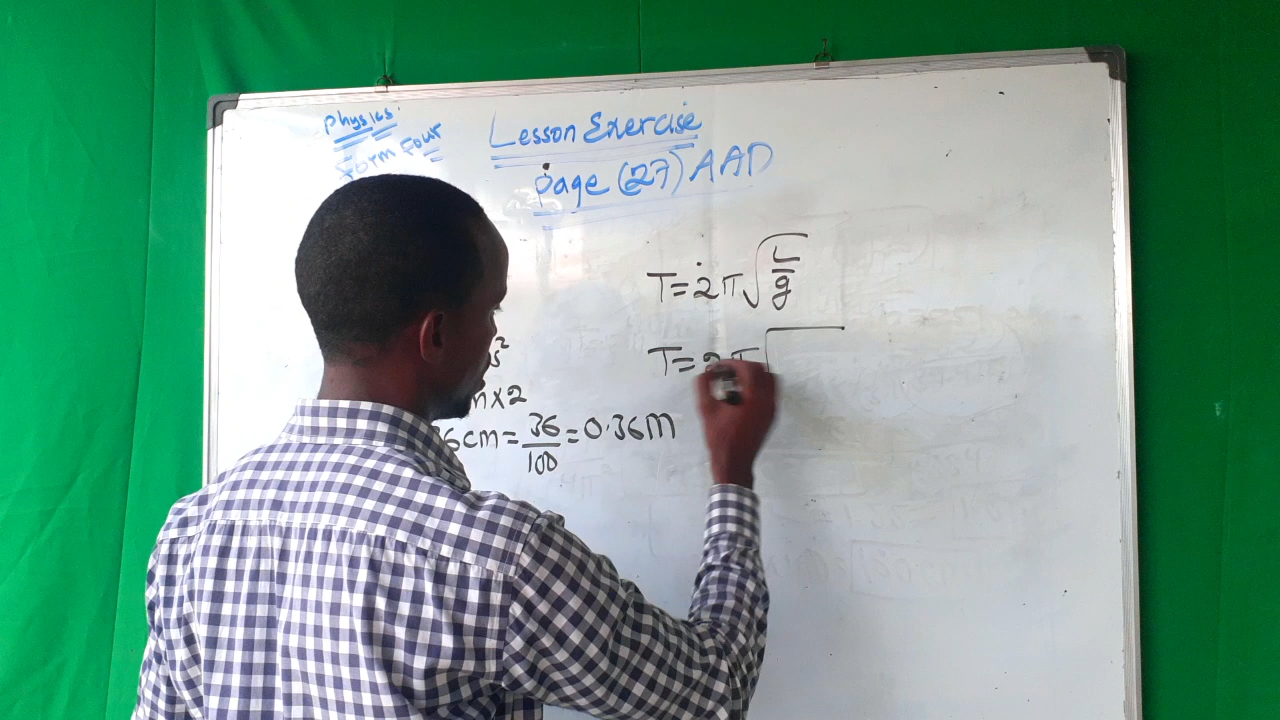 Physics
Form Four
Lesson Exercise
page (27) AAD
T=2π√L/g
T=2π√
s²
m×2
6cm=36/100=0.36m